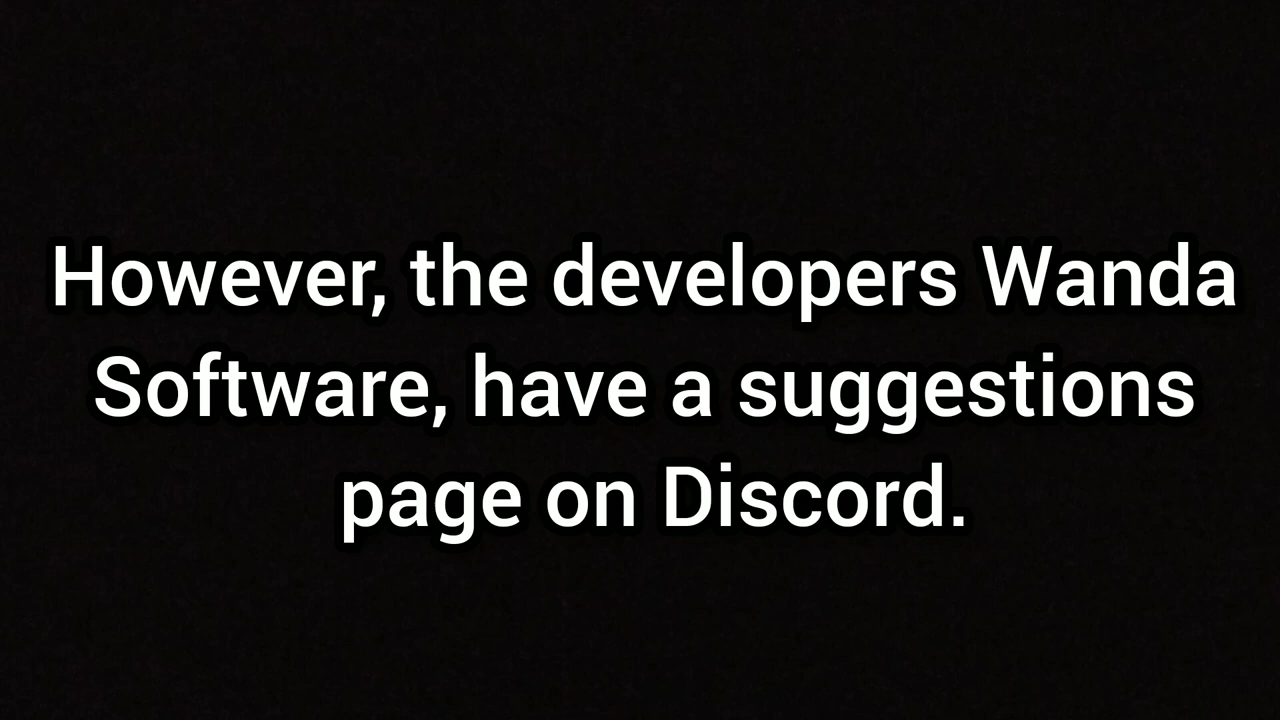 However, the developers Wanda
Software, have a suggestions
page on Discord.